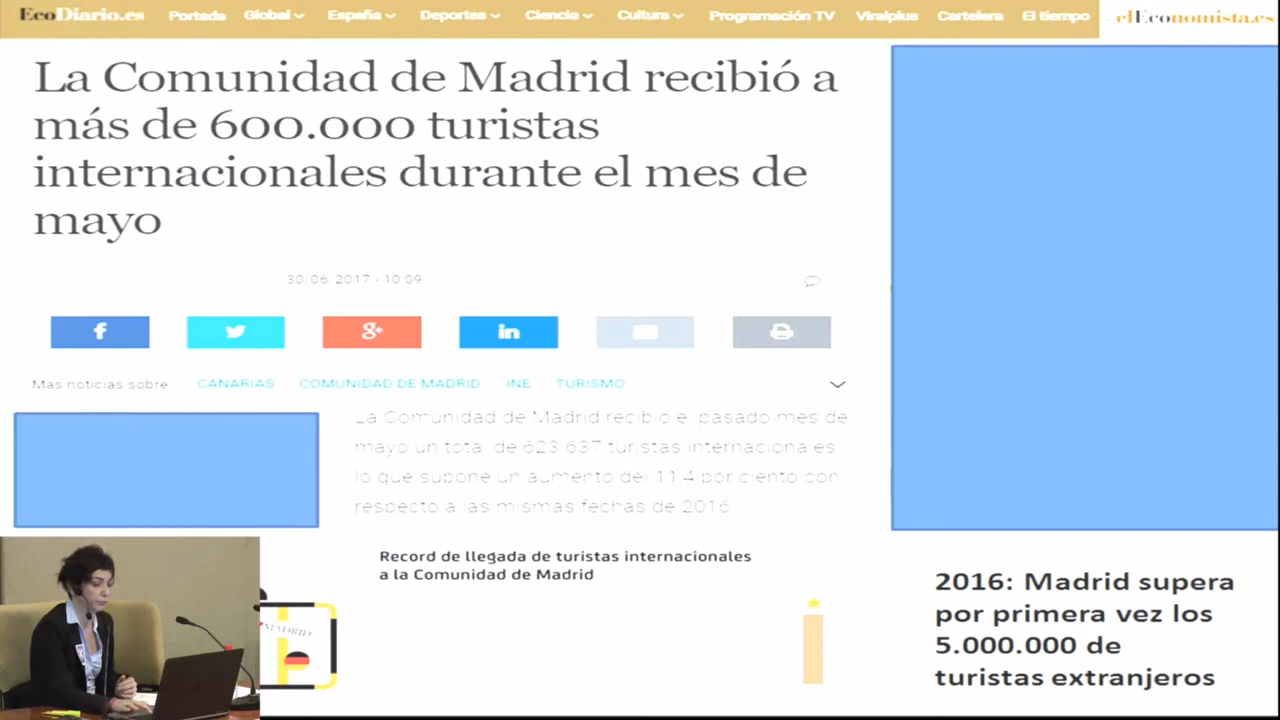 EcoDiario.es Portada Global España Deportes Ciencia Cultura Programación TV Viralplus Cartelera El tiempo elEconomista.es
La Comunidad de Madrid recibió a
más de 600.000 turistas
internacionales durante el mes de
mayo
30/06/2017 - 10:09
f g+ in
Mas noticias sobre CANARIAS COMUNIDAD DE MADRID INE TURISMO
La Comunidad de Madrid recibio el pasado mes de
mayo un total de 623 637 turistas internacionales
lo que supone un aumento del 11,4 por ciento con
respecto a las mismas fechas de 2016
Record de llegada de turistas internacionales
a la Comunidad de Madrid
MADRID
2016: Madrid supera
por primera vez los
5.000.000 de
turistas extranjeros